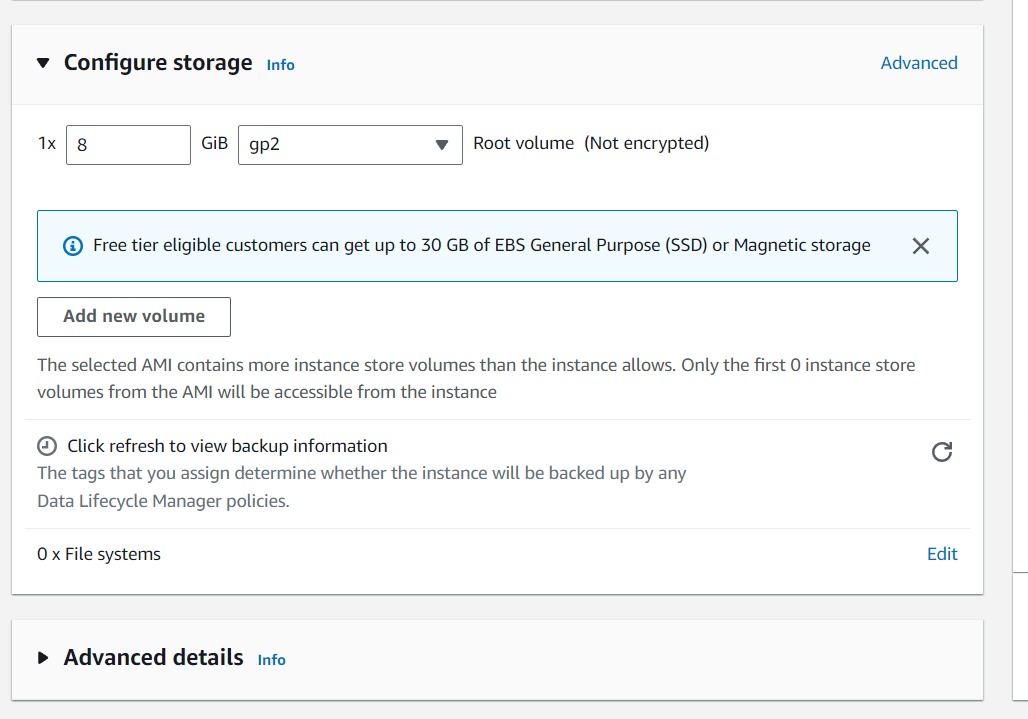 Configure storage Info Advanced
1x 8 GiB gp2 Root volume (Not encrypted)
Free tier eligible customers can get up to 30 GB of EBS General Purpose (SSD) or Magnetic storage
Add new volume
The selected AMI contains more instance store volumes than the instance allows. Only the first 0 instance store
volumes from the AMI will be accessible from the instance
Click refresh to view backup information
The tags that you assign determine whether the instance will be backed up by any
Data Lifecycle Manager policies.
0 x File systems Edit
Advanced details Info